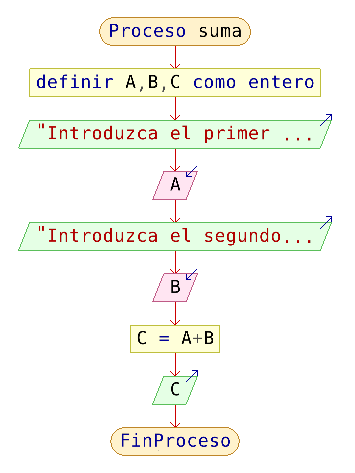 Proceso suma
definir A,B,C como entero
"Introduzca el primer ...
A
"Introduzca el segundo...
B
C = A+B
C
FinProceso